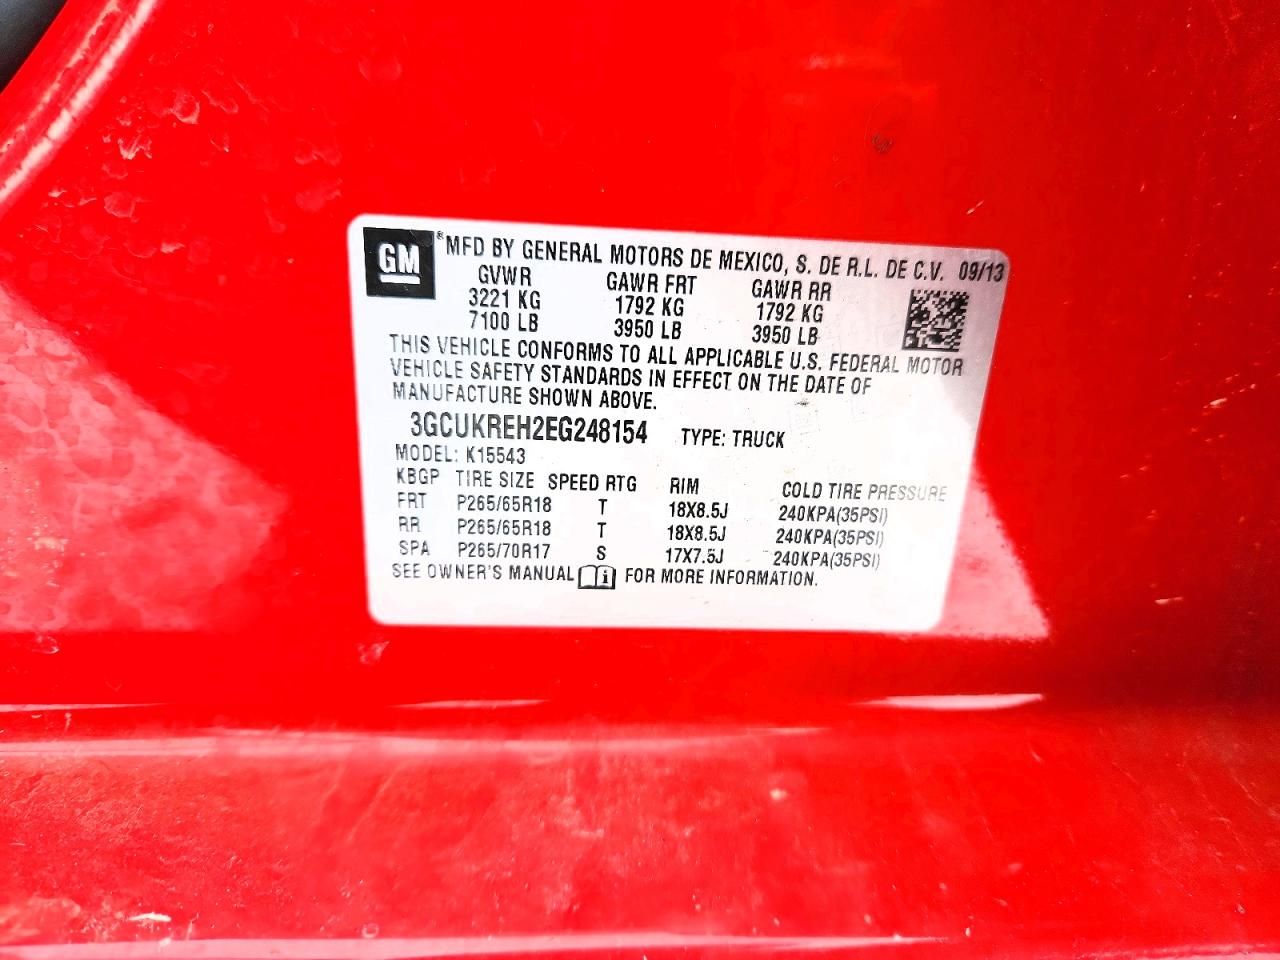 GM ® MFD BY GENERAL MOTORS DE MEXICO, S. DE R.L. DE C.V. 09/13
GVWR GAWR FRT GAWR RR
3221 KG 1792 KG 1792 KG
7100 LB 3950 LB 3950 LB
THIS VEHICLE CONFORMS TO ALL APPLICABLE U.S. FEDERAL MOTOR
VEHICLE SAFETY STANDARDS IN EFFECT ON THE DATE OF
MANUFACTURE SHOWN ABOVE.
3GCUKREH2EG248154 TYPE: TRUCK
MODEL: K15543
KBGP TIRE SIZE SPEED RTG RIM COLD TIRE PRESSURE
FRT P265/65R18 T 18X8.5J 240KPA(35PSI)
RR P265/65R18 T 18X8.5J 240KPA(35PSI)
SPA P265/70R17 S 17X7.5J 240KPA(35PSI)
SEE OWNER'S MANUAL i FOR MORE INFORMATION.